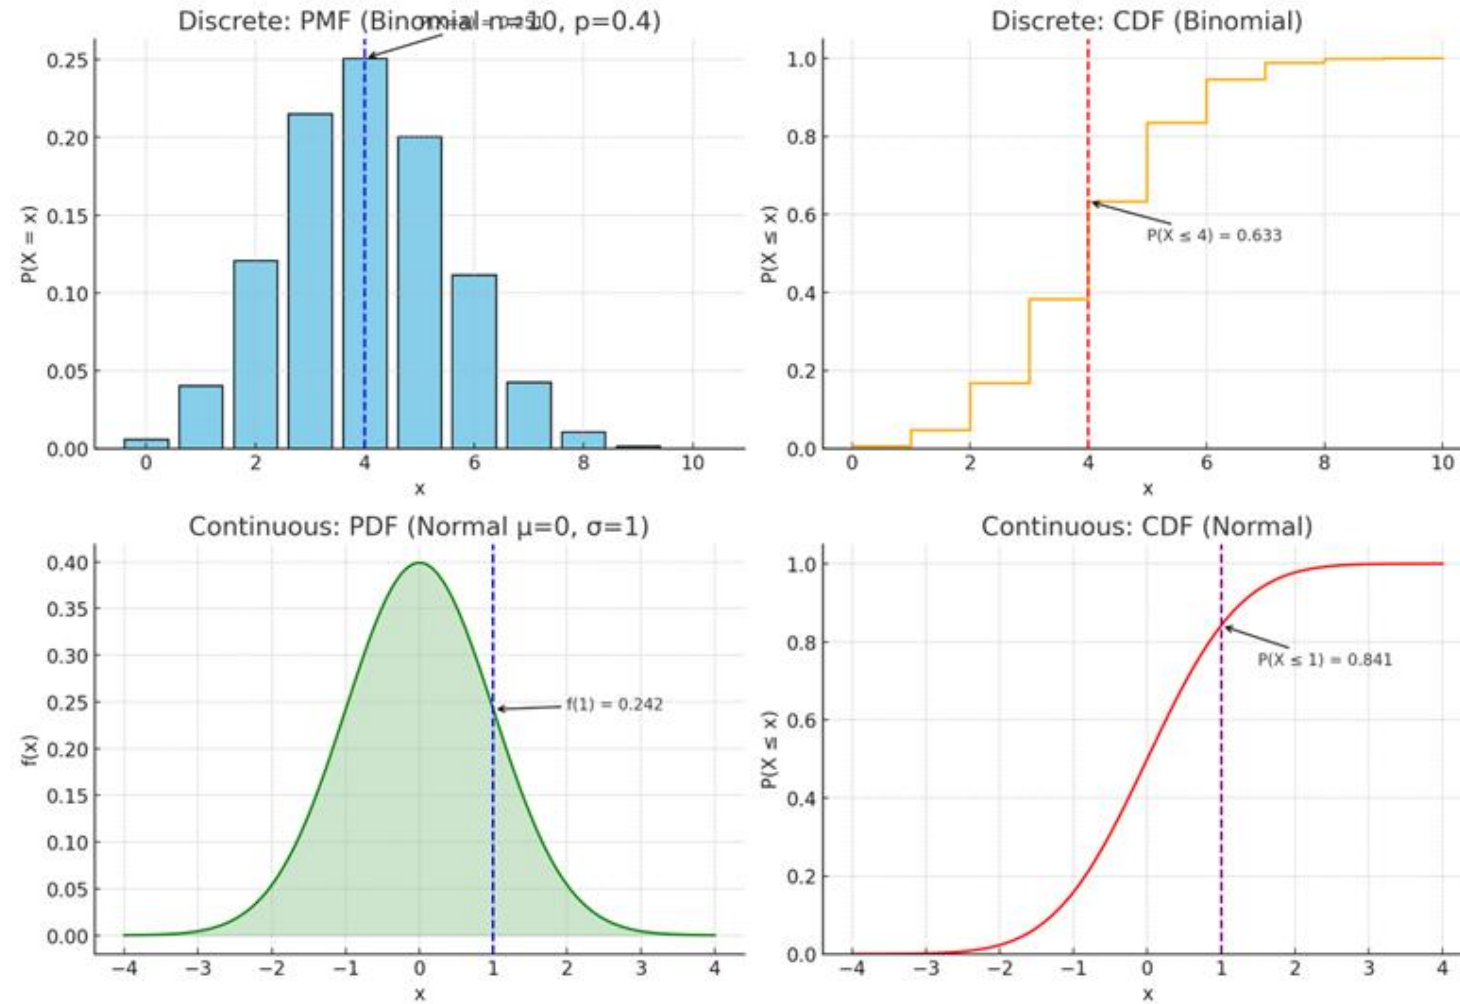 Discrete: PMF (Binomial n=10, p=0.4)
0.25
0.20
0.15
0.10
0.05
0.00
P(X = x)
0 2 4 6 8 10
x
Discrete: CDF (Binomial)
1.0
0.8
0.6
0.4
0.2
0.0
P(X ≤ x)
P(X ≤ 4) = 0.633
0 2 4 6 8 10
x
Continuous: PDF (Normal μ=0, σ=1)
0.40
0.35
0.30
0.25
0.20
0.15
0.10
0.05
0.00
f(x)
f(1) = 0.242
−4 −3 −2 −1 0 1 2 3 4
x
Continuous: CDF (Normal)
1.0
0.8
0.6
0.4
0.2
0.0
P(X ≤ x)
P(X ≤ 1) = 0.841
−4 −3 −2 −1 0 1 2 3 4
x